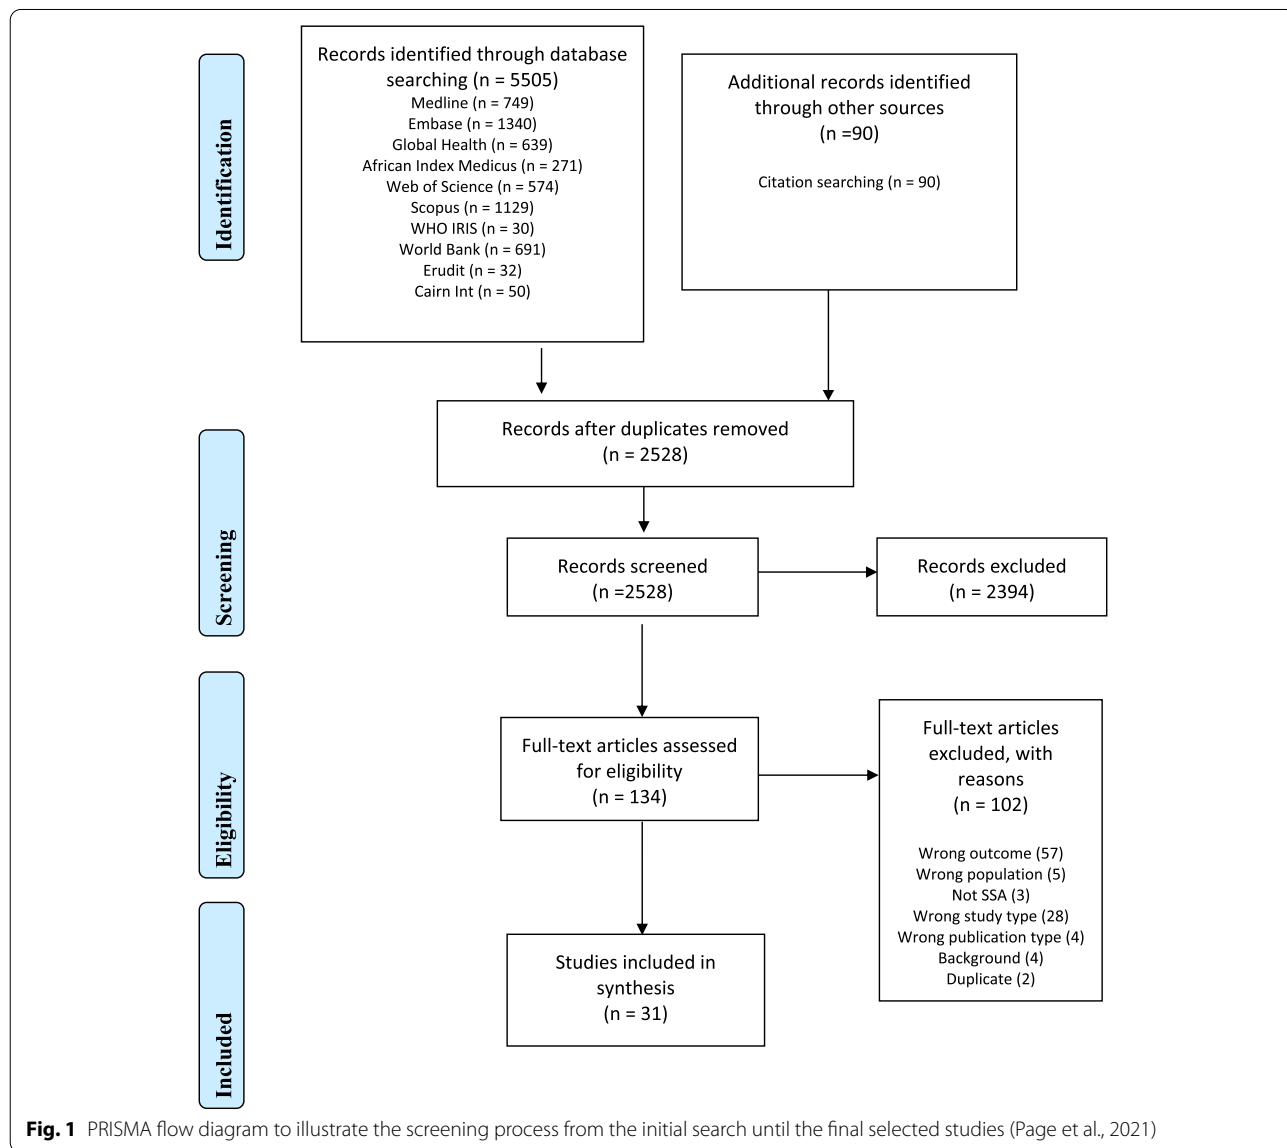 Identification
Records identified through database
searching (n = 5505)
Medline (n = 749)
Embase (n = 1340)
Global Health (n = 639)
African Index Medicus (n = 271)
Web of Science (n = 574)
Scopus (n = 1129)
WHO IRIS (n = 30)
World Bank (n = 691)
Erudit (n = 32)
Cairn Int (n = 50)
Additional records identified
through other sources
(n =90)
Citation searching (n = 90)
Records after duplicates removed
(n = 2528)
Screening
Records screened
(n =2528)
Records excluded
(n = 2394)
Eligibility
Full-text articles assessed
for eligibility
(n = 134)
Full-text articles
excluded, with
reasons
(n = 102)
Wrong outcome (57)
Wrong population (5)
Not SSA (3)
Wrong study type (28)
Wrong publication type (4)
Background (4)
Duplicate (2)
Included
Studies included in
synthesis
(n = 31)
Fig. 1 PRISMA flow diagram to illustrate the screening process from the initial search until the final selected studies (Page et al., 2021)